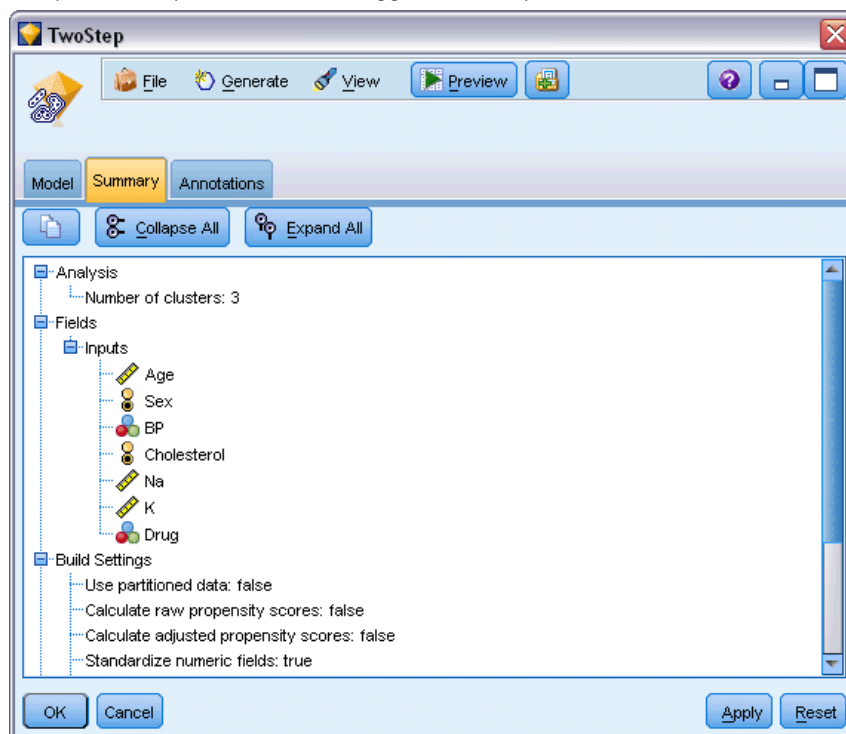 TwoStep
File Generate View Preview
Model Summary Annotations
Collapse All Expand All
Analysis
Number of clusters: 3
Fields
Inputs
Age
Sex
BP
Cholesterol
Na
K
Drug
Build Settings
Use partitioned data: false
Calculate raw propensity scores: false
Calculate adjusted propensity scores: false
Standardize numeric fields: true
OK Cancel Apply Reset